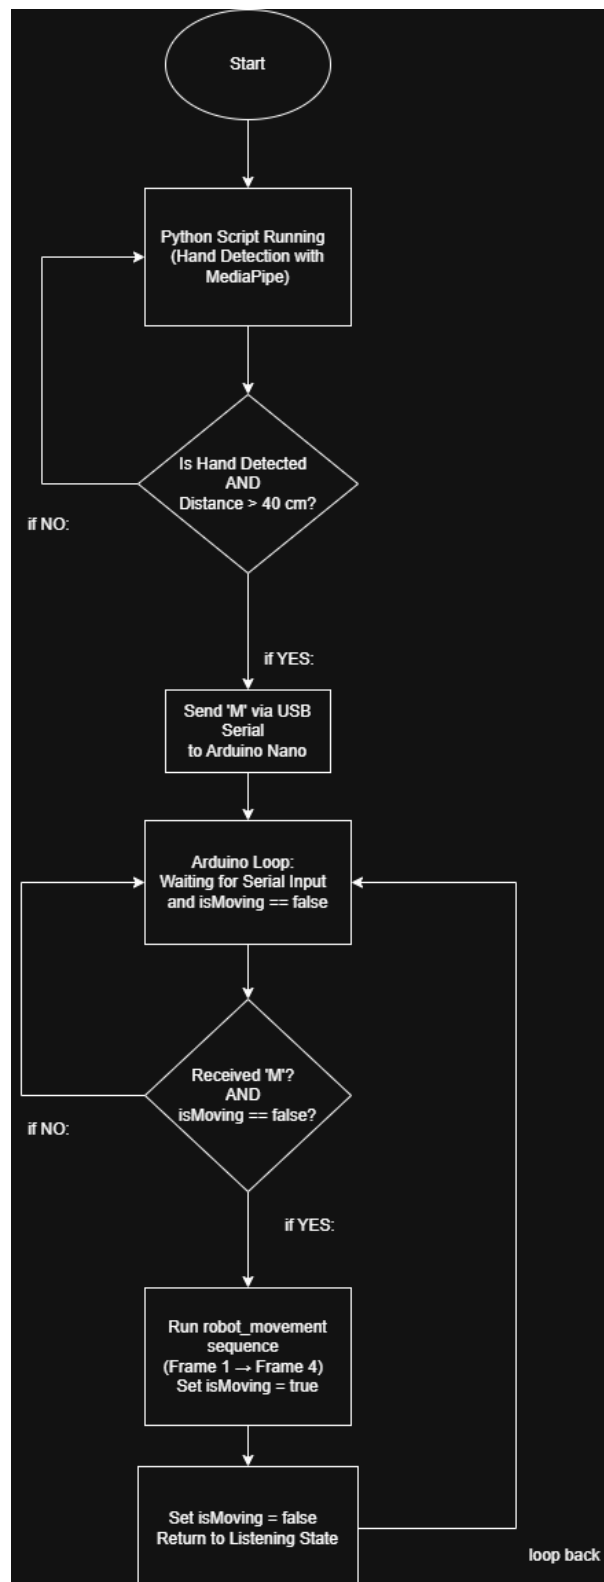 Start
Python Script Running
(Hand Detection with
MediaPipe)
Is Hand Detected
AND
Distance > 40 cm?
if NO:
if YES:
Send 'M' via USB
Serial
to Arduino Nano
Arduino Loop:
Waiting for Serial Input
and isMoving == false
Received 'M'?
AND
isMoving == false?
if NO:
if YES:
Run robot_movement
sequence
(Frame 1 → Frame 4)
Set isMoving = true
Set isMoving = false
Return to Listening State
loop back